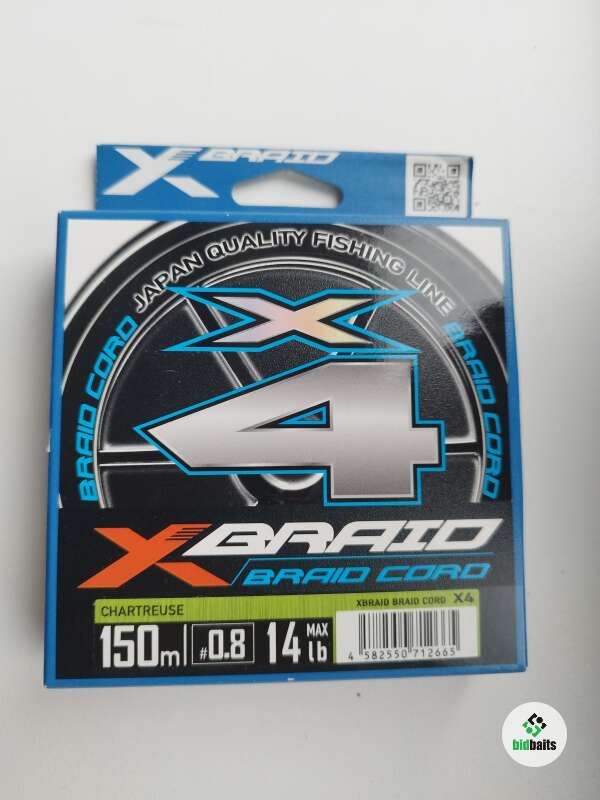 X BRAID
JAPAN QUALITY FISHING LINE
BRAID CORD
BRAID CORD
X
4
XBRAID
BRAID CORD
CHARTREUSE
XBRAID BRAID CORD X4
150m #0.8 14 MAX lb
4 582550 712665
bidbaits